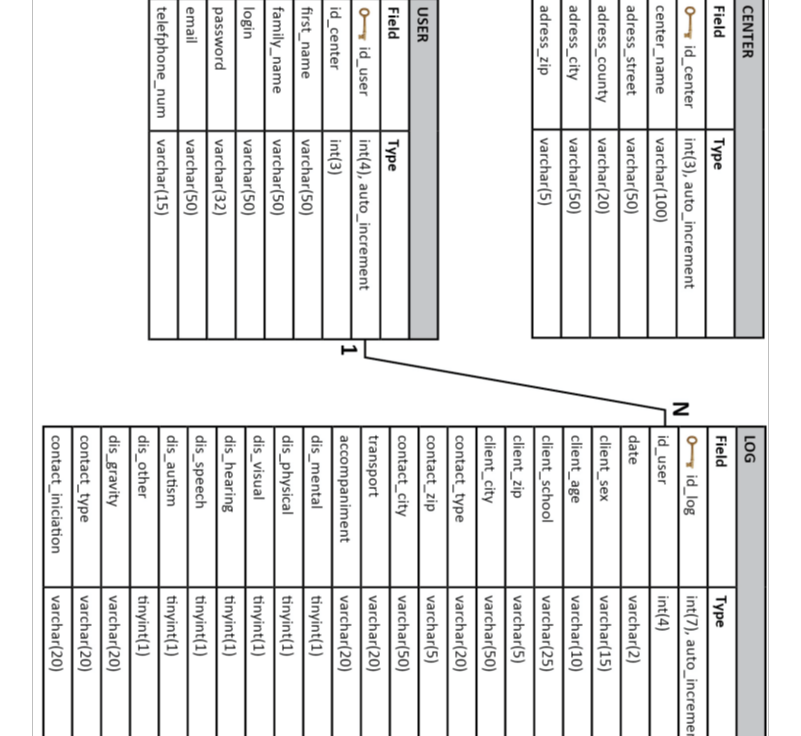 CENTER
Field Type
id_center int(3), auto_increment
center_name varchar(100)
adress_street varchar(50)
adress_county varchar(20)
adress_city varchar(50)
adress_zip varchar(5)
USER
Field Type
id_user int(4), auto_increment
id_center int(3)
first_name varchar(50)
family_name varchar(50)
login varchar(50)
password varchar(32)
email varchar(50)
telefphone_num varchar(15)
1
N
LOG
Field Type
id_log int(7), auto_incremer
id_user int(4)
date varchar(2)
client_sex varchar(15)
client_age varchar(10)
client_school varchar(25)
client_zip varchar(5)
client_city varchar(50)
contact_type varchar(20)
contact_zip varchar(5)
contact_city varchar(50)
transport varchar(20)
accompaniment varchar(20)
dis_mental tinyint(1)
dis_physical tinyint(1)
dis_visual tinyint(1)
dis_hearing tinyint(1)
dis_speech tinyint(1)
dis_autism tinyint(1)
dis_other tinyint(1)
dis_gravity varchar(20)
contact_type varchar(20)
contact_iniciation varchar(20)